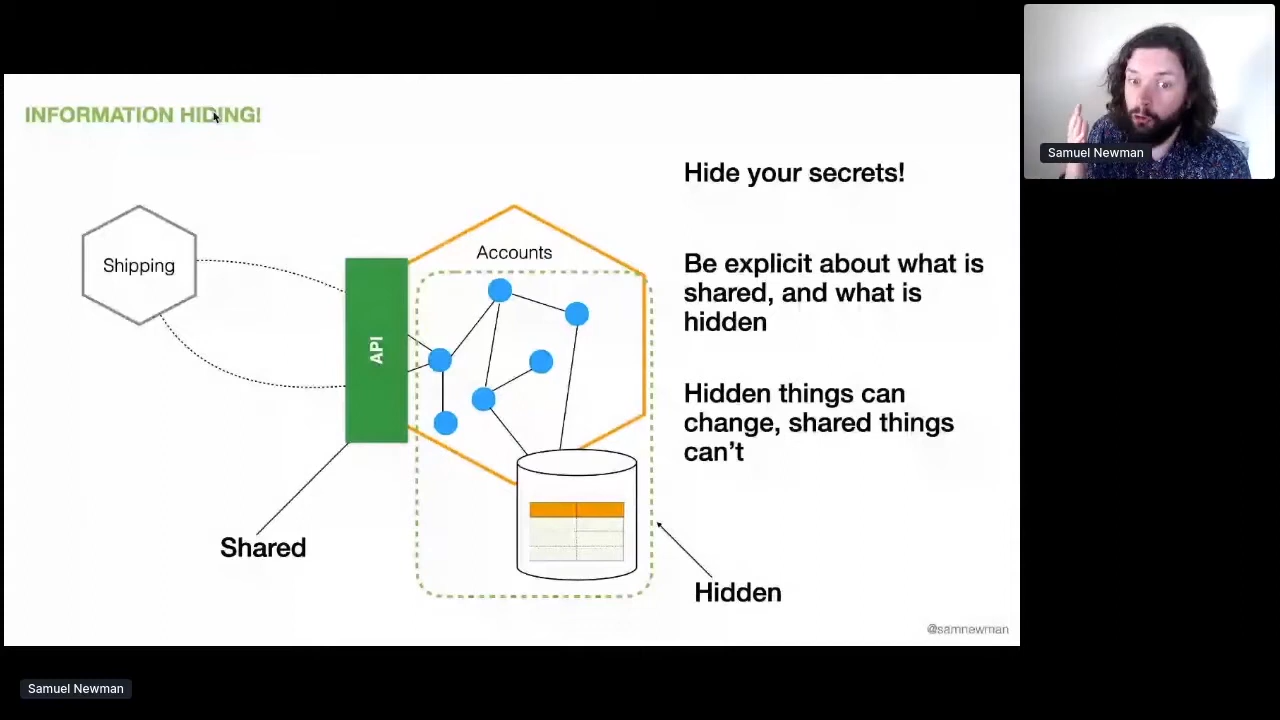 INFORMATION HIDING!
Shipping
API
Accounts
Shared
Hidden
Hide your secrets!
Be explicit about what is
shared, and what is
hidden
Hidden things can
change, shared things
can’t
@samnewman
Samuel Newman
Samuel Newman